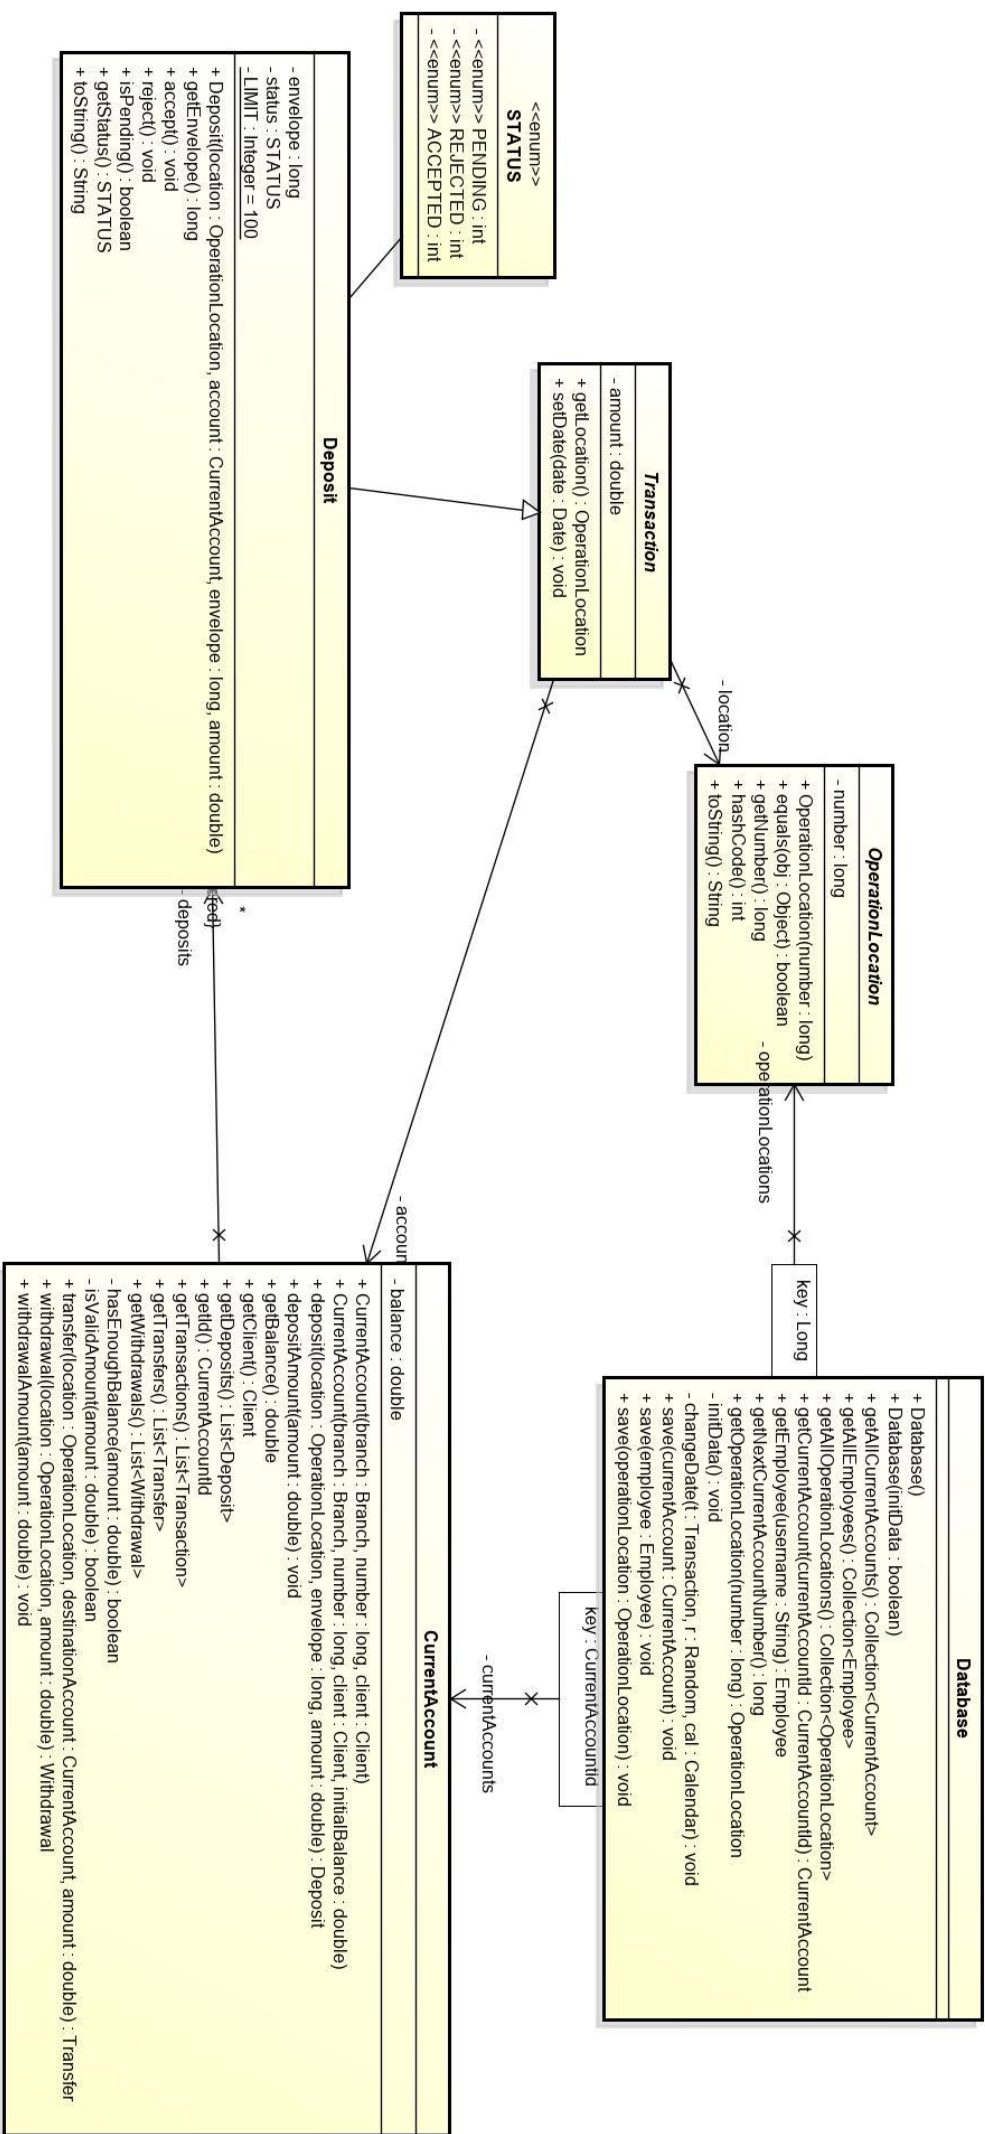 <<enum>>
STATUS
- <<enum>> PENDING : int
- <<enum>> REJECTED : int
- <<enum>> ACCEPTED : int
Transaction
- amount : double
+ getLocation() : OperationLocation
+ setDate(date : Date) : void
- location
OperationLocation
- number : long
+ OperationLocation(number : long)
+ equals(obj : Object) : boolean
+ getNumber() : long
+ hashCode() : int
+ toString() : String
- operationLocations
key : Long
Database
+ Database()
+ Database(initData : boolean)
+ getAllCurrentAccounts() : Collection<CurrentAccount>
+ getAllEmployees() : Collection<Employee>
+ getAllOperationLocations() : Collection<OperationLocation>
+ getCurrentAccount(currentAccountId : CurrentAccountId) : CurrentAccount
+ getEmployee(username : String) : Employee
+ getNextCurrentAccountNumber() : long
+ getOperationLocation(number : long) : OperationLocation
- initData() : void
- changeDate(t : Transaction, r : Random, cal : Calendar) : void
+ save(currentAccount : CurrentAccount) : void
+ save(employee : Employee) : void
+ save(operationLocation : OperationLocation) : void
key : CurrentAccountId
- currentAccounts
Deposit
- envelope : long
- status : STATUS
- LIMIT : Integer = 100
+ Deposit(location : OperationLocation, account : CurrentAccount, envelope : long, amount : double)
+ getEnvelope() : long
+ accept() : void
+ reject() : void
+ isPending() : boolean
+ getStatus() : STATUS
+ toString() : String
*
red}
- deposits
- accoun
CurrentAccount
- balance : double
+ CurrentAccount(branch : Branch, number : long, client : Client)
+ CurrentAccount(branch : Branch, number : long, client : Client, initialBalance : double)
+ deposit(location : OperationLocation, envelope : long, amount : double) : Deposit
+ depositAmount(amount : double) : void
+ getBalance() : double
+ getClient() : Client
+ getDeposits() : List<Deposit>
+ getId() : CurrentAccountId
+ getTransactions() : List<Transaction>
+ getTransfers() : List<Transfer>
+ getWithdrawals() : List<Withdrawal>
- hasEnoughBalance(amount : double) : boolean
- isValidAmount(amount : double) : boolean
+ transfer(location : OperationLocation, destinationAccount : CurrentAccount, amount : double) : Transfer
+ withdrawal(location : OperationLocation, amount : double) : Withdrawal
+ withdrawalAmount(amount : double) : void